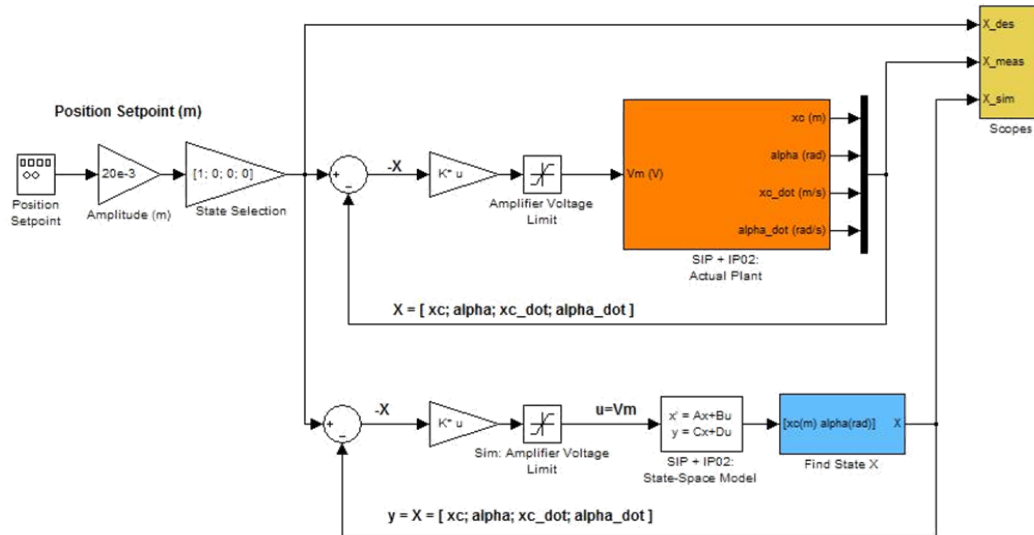 X_des
X_meas
X_sim
Scopes
Position Setpoint (m)
Position
Setpoint
20e-3
Amplitude (m)
[1; 0; 0; 0]
State Selection
+
−
-X
K* u
Amplifier Voltage
Limit
Vm (V)
xc (m)
alpha (rad)
xc_dot (m/s)
alpha_dot (rad/s)
SIP + IP02:
Actual Plant
X = [ xc; alpha; xc_dot; alpha_dot ]
+
−
-X
K* u
Sim: Amplifier Voltage
Limit
u=Vm
x' = Ax+Bu
y = Cx+Du
SIP + IP02:
State-Space Model
[xc(m) alpha(rad)]
X
Find State X
y = X = [ xc; alpha; xc_dot; alpha_dot ]